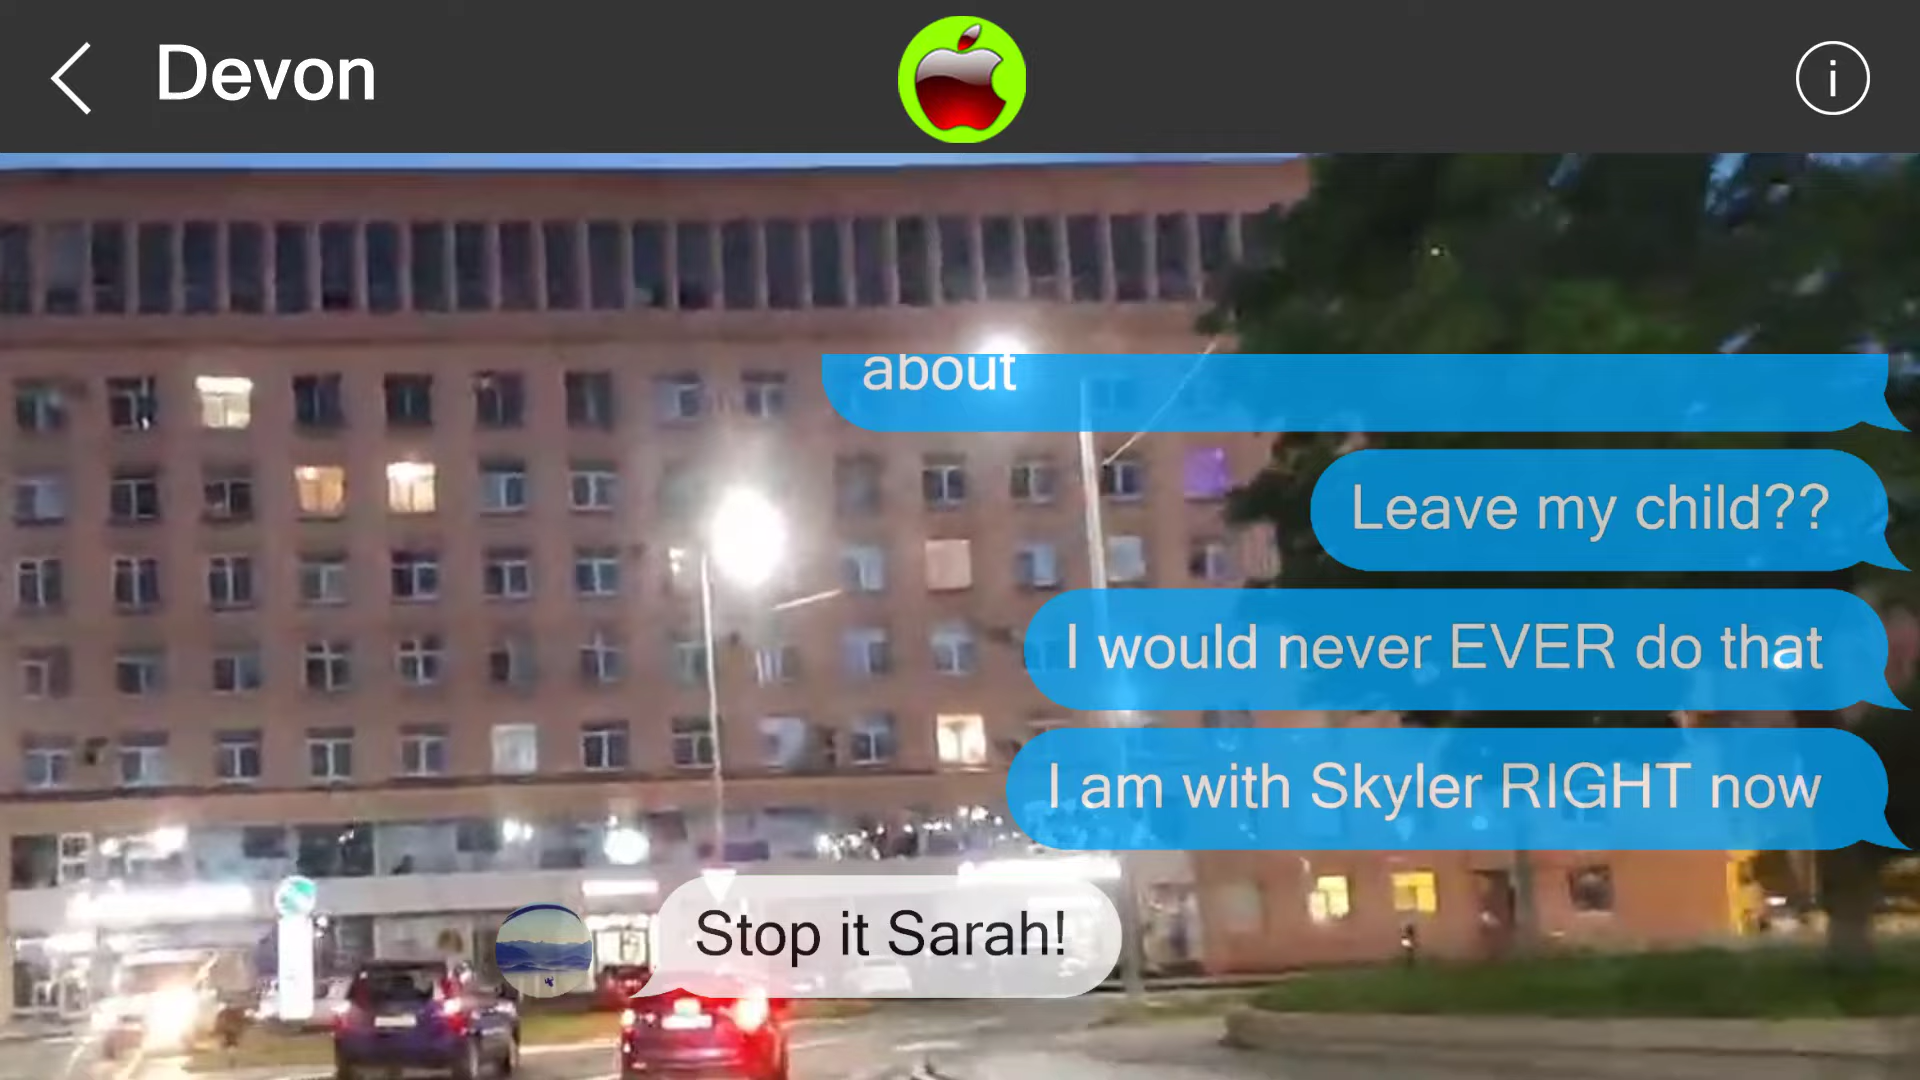 Devon
about
Leave my child??
I would never EVER do that
I am with Skyler RIGHT now
Stop it Sarah!